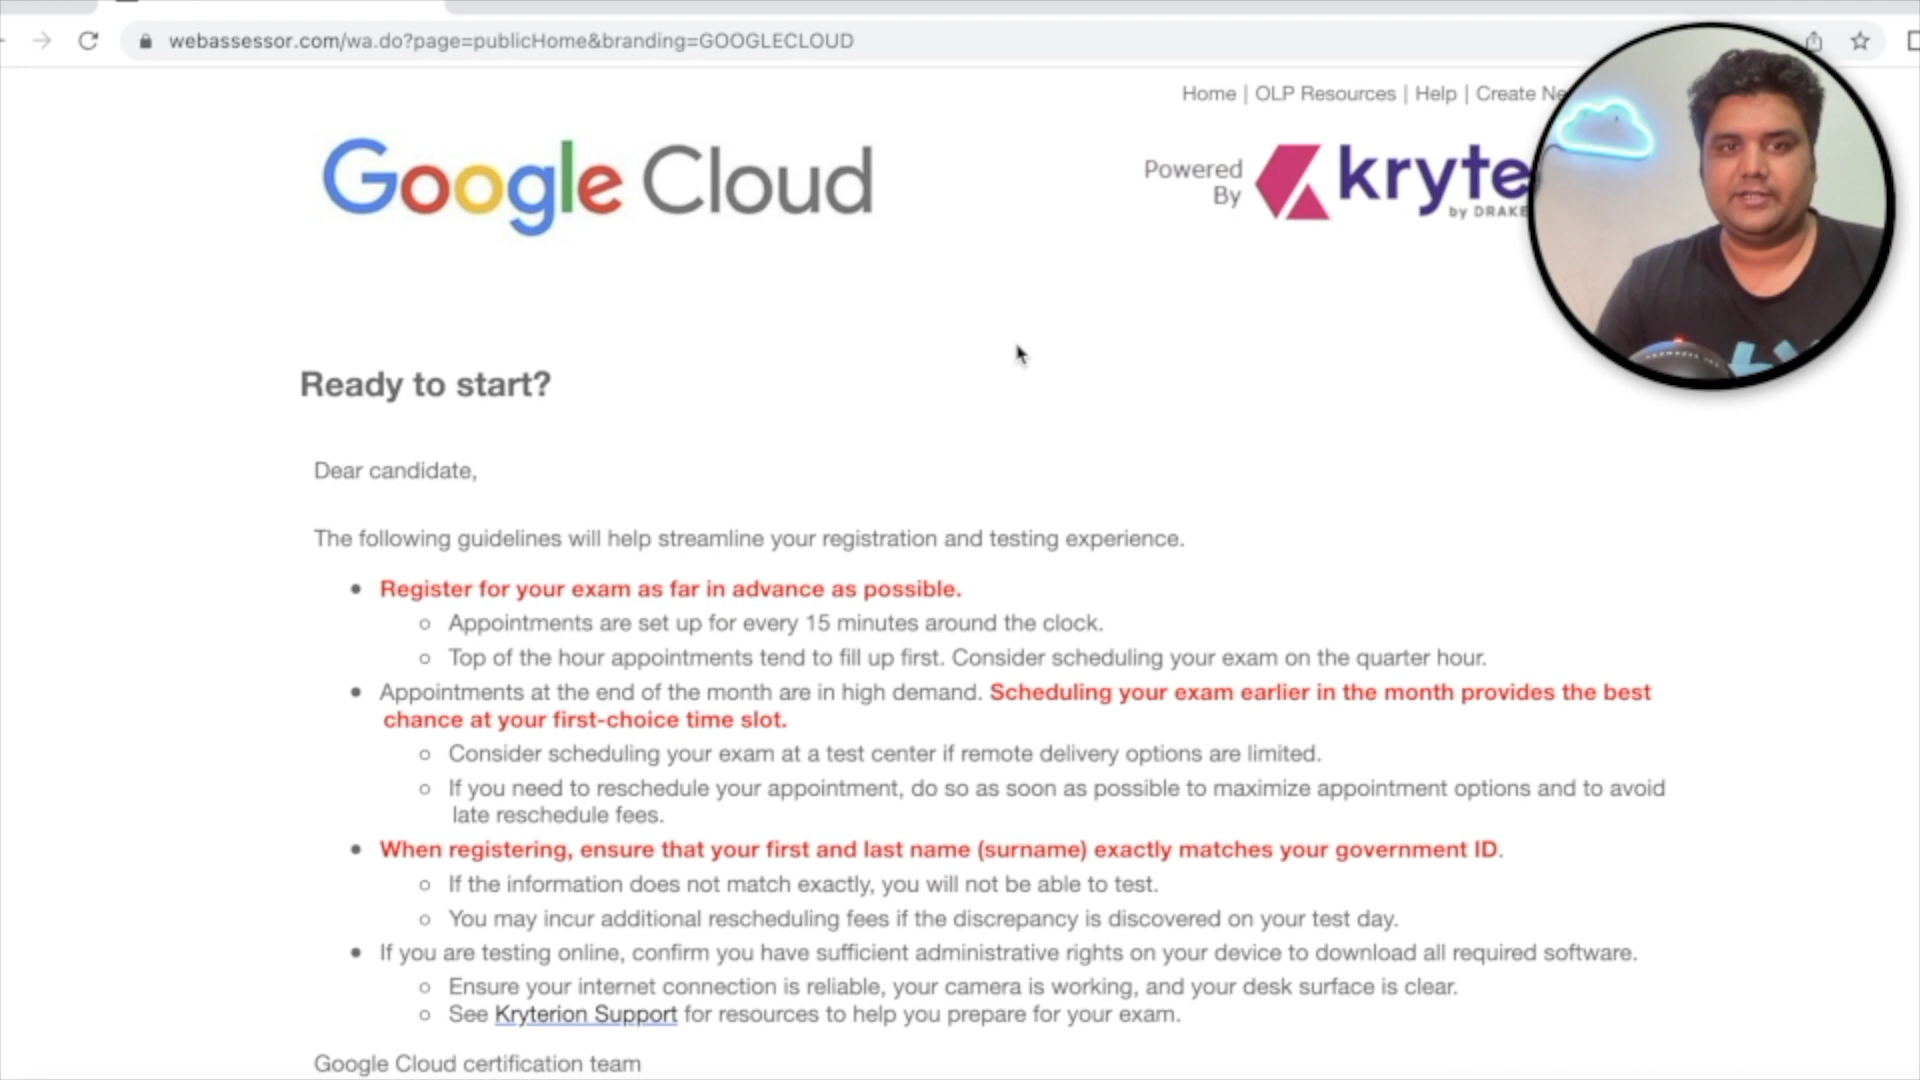 webassessor.com/wa.do?page=publicHome&branding=GOOGLECLOUD
Home | OLP Resources | Help | Create
Google Cloud
Powered
By
by DRAKE
Ready to start?
Dear candidate,
The following guidelines will help streamline your registration and testing experience.
• Register for your exam as far in advance as possible.
○ Appointments are set up for every 15 minutes around the clock.
○ Top of the hour appointments tend to fill up first. Consider scheduling your exam on the quarter hour.
• Appointments at the end of the month are in high demand. Scheduling your exam earlier in the month provides the best
chance at your first-choice time slot.
○ Consider scheduling your exam at a test center if remote delivery options are limited.
○ If you need to reschedule your appointment, do so as soon as possible to maximize appointment options and to avoid
late reschedule fees.
• When registering, ensure that your first and last name (surname) exactly matches your government ID.
○ If the information does not match exactly, you will not be able to test.
○ You may incur additional rescheduling fees if the discrepancy is discovered on your test day.
• If you are testing online, confirm you have sufficient administrative rights on your device to download all required software.
○ Ensure your internet connection is reliable, your camera is working, and your desk surface is clear.
○ See Kryterion Support for resources to help you prepare for your exam.
Google Cloud certification team